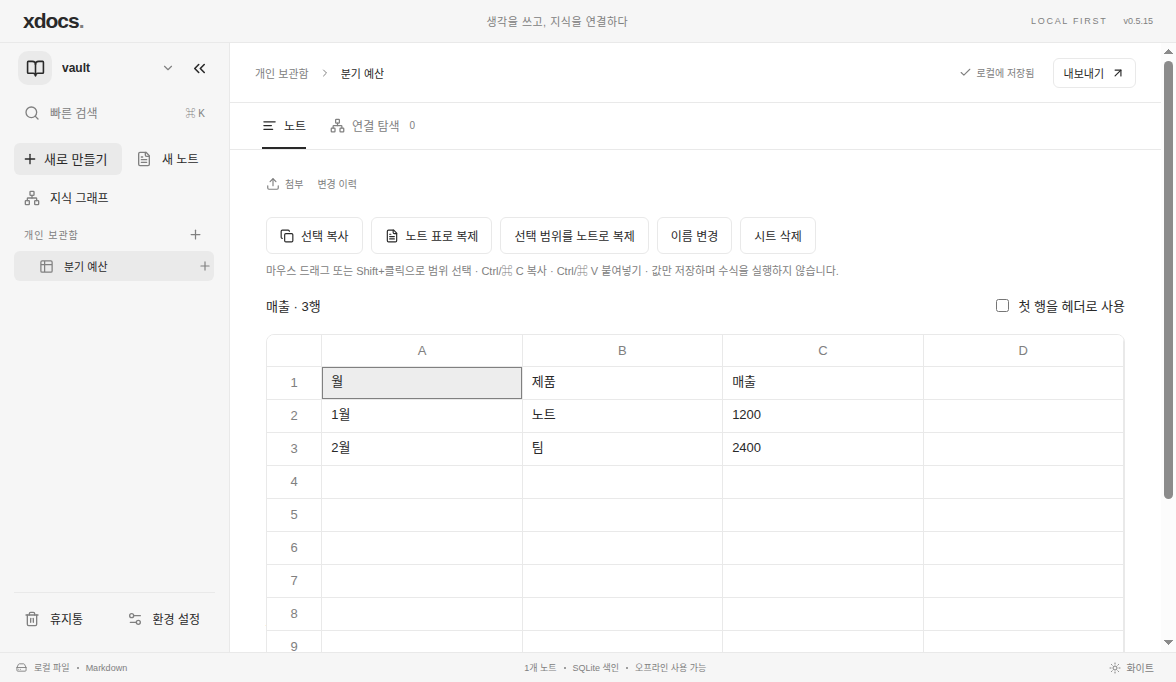 xdocs.
생각을 쓰고, 지식을 연결하다
LOCAL FIRST v0.5.15
vault
빠른 검색 ⌘ K
새로 만들기 새 노트
지식 그래프
개인 보관함
분기 예산
휴지통 환경 설정
개인 보관함 > 분기 예산
로컬에 저장됨 내보내기
노트 연결 탐색 0
첨부 변경 이력
선택 복사 노트 표로 복제 선택 범위를 노트로 복제 이름 변경 시트 삭제
마우스 드래그 또는 Shift+클릭으로 범위 선택 · Ctrl/⌘ C 복사 · Ctrl/⌘ V 붙여넣기 · 값만 저장하며 수식을 실행하지 않습니다.
매출 · 3행 첫 행을 헤더로 사용
A B C D
1 월 제품 매출
2 1월 노트 1200
3 2월 팀 2400
4
5
6
7
8
9
로컬 파일 • Markdown
1개 노트 • SQLite 색인 • 오프라인 사용 가능
화이트